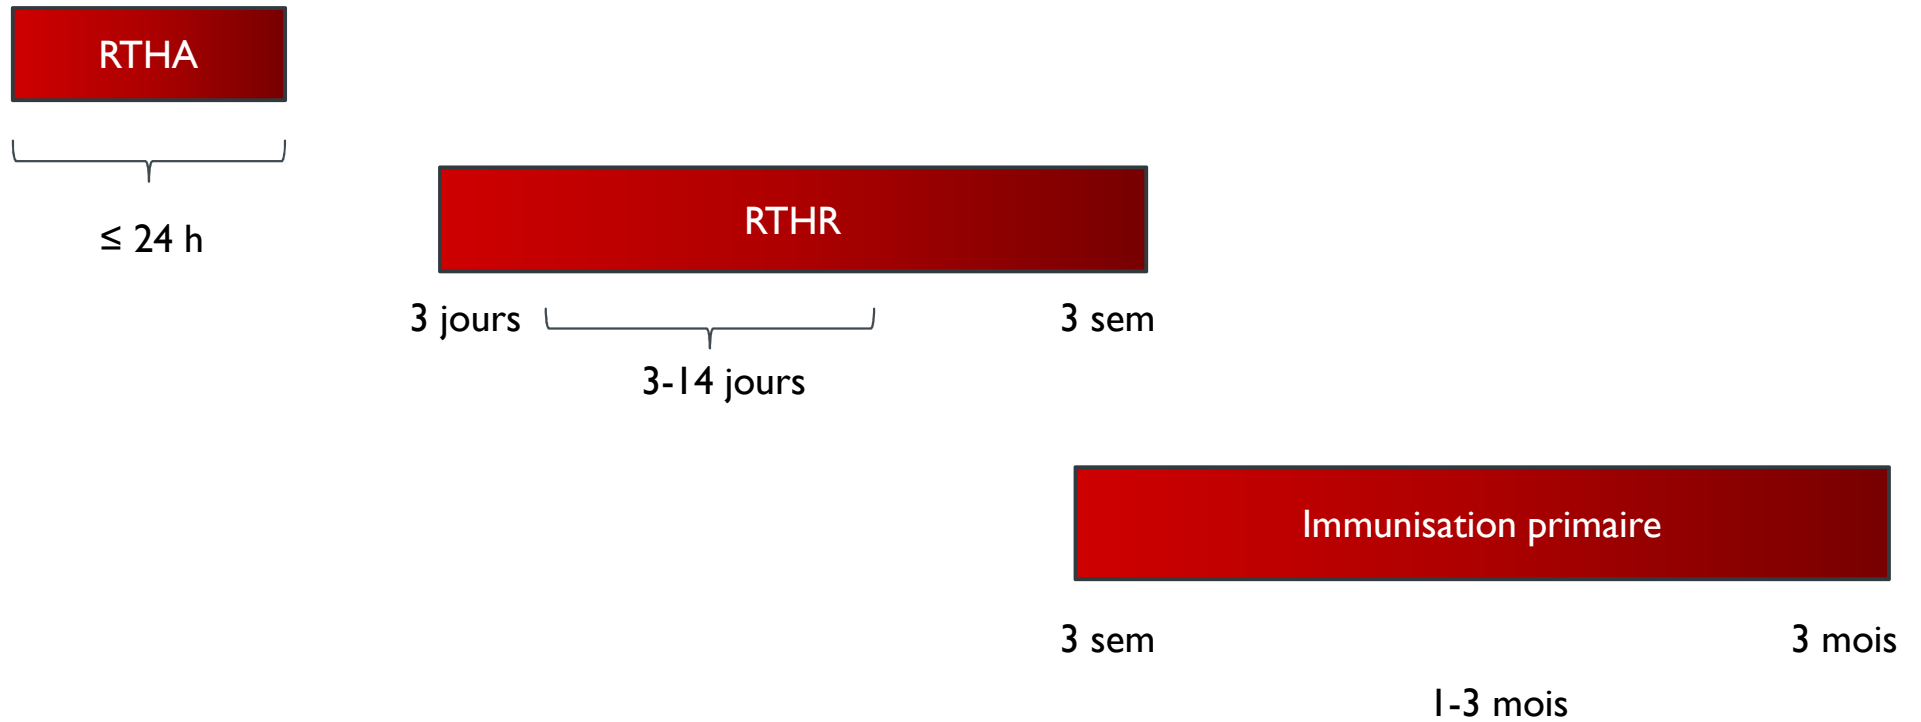 RTHA
≤ 24 h
RTHR
3 jours
3 sem
3-14 jours
Immunisation primaire
3 sem
3 mois
1-3 mois